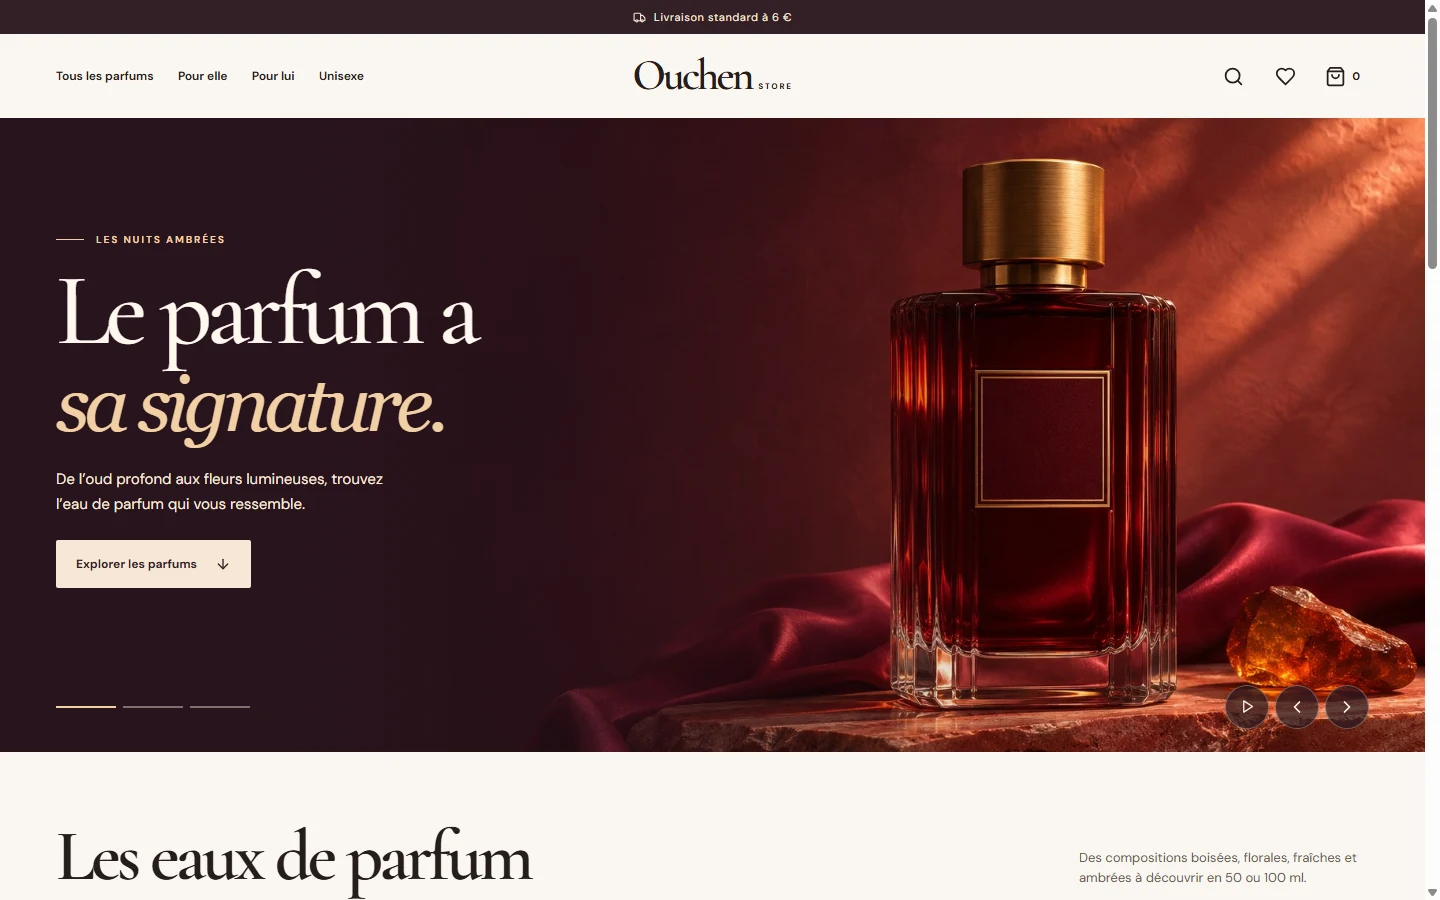 Livraison standard à 6 €
Tous les parfums Pour elle Pour lui Unisexe
Ouchen STORE
0
LES NUITS AMBRÉES
Le parfum a
sa signature.
De l’oud profond aux fleurs lumineuses, trouvez
l’eau de parfum qui vous ressemble.
Explorer les parfums
Les eaux de parfum
Des compositions boisées, florales, fraîches et
ambrées à découvrir en 50 ou 100 ml.